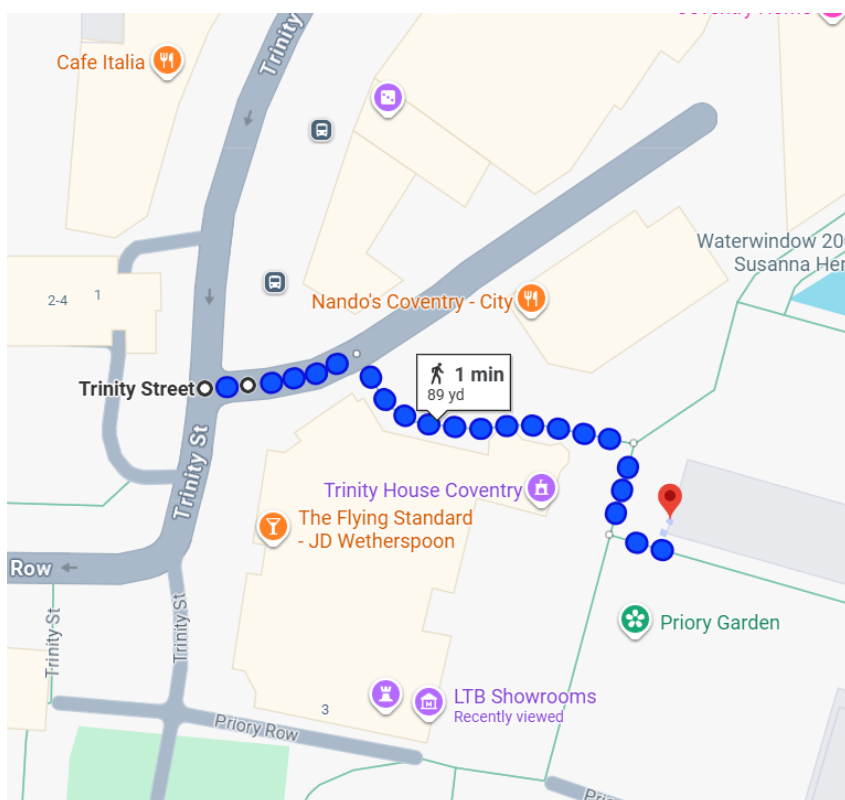 Trinity
Cafe Italia
Waterwindow 20
Susanna Her
2-4
1
Nando's Coventry - City
1 min
89 yd
Trinity Street
Trinity St
Trinity House Coventry
The Flying Standard
- JD Wetherspoon
Row
Trinity St
Trinity St
Priory Garden
LTB Showrooms
Recently viewed
3
Priory Row